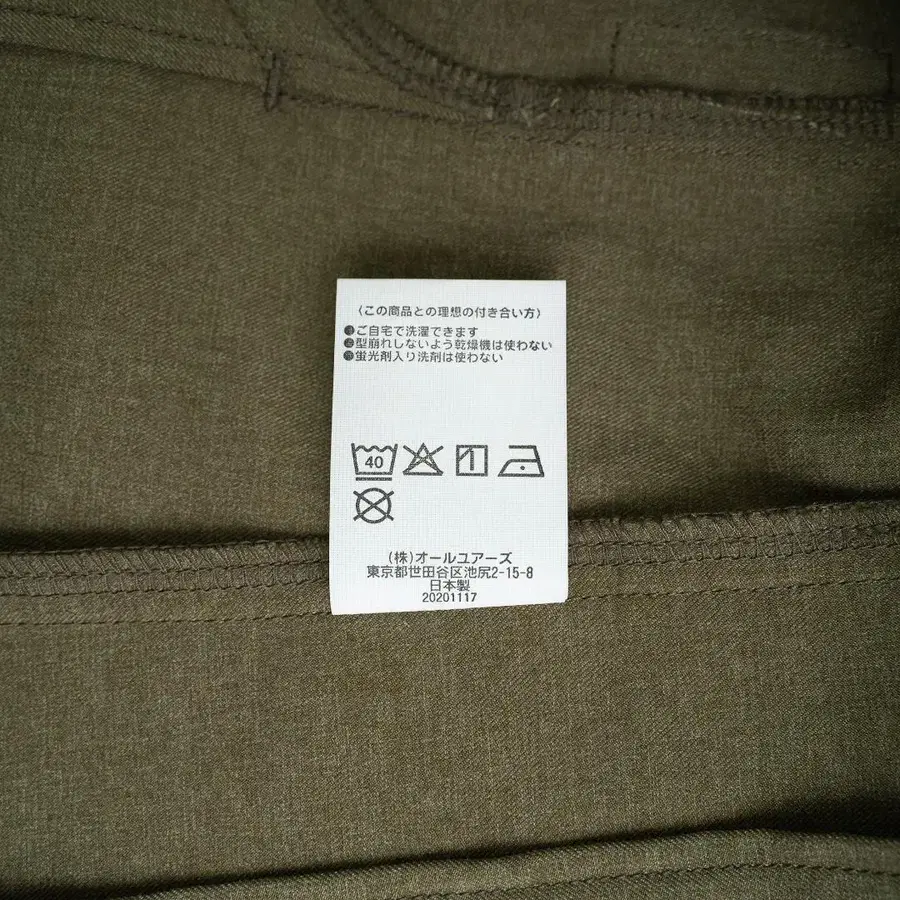 〈この商品との理想の付き合い方〉
●ご自宅で洗濯できます
●型崩れしないよう乾燥機は使わない
●蛍光剤入り洗剤は使わない
40
(株)オールユアーズ
東京都世田谷区池尻2-15-8
日本製
20201117